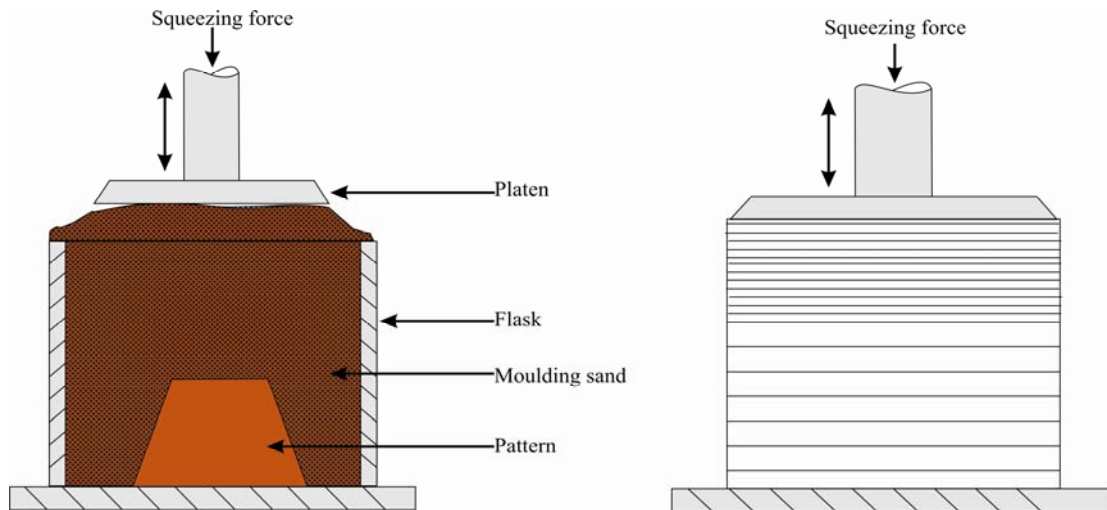 Squeezing force
Platen
Flask
Moulding sand
Pattern
Squeezing force